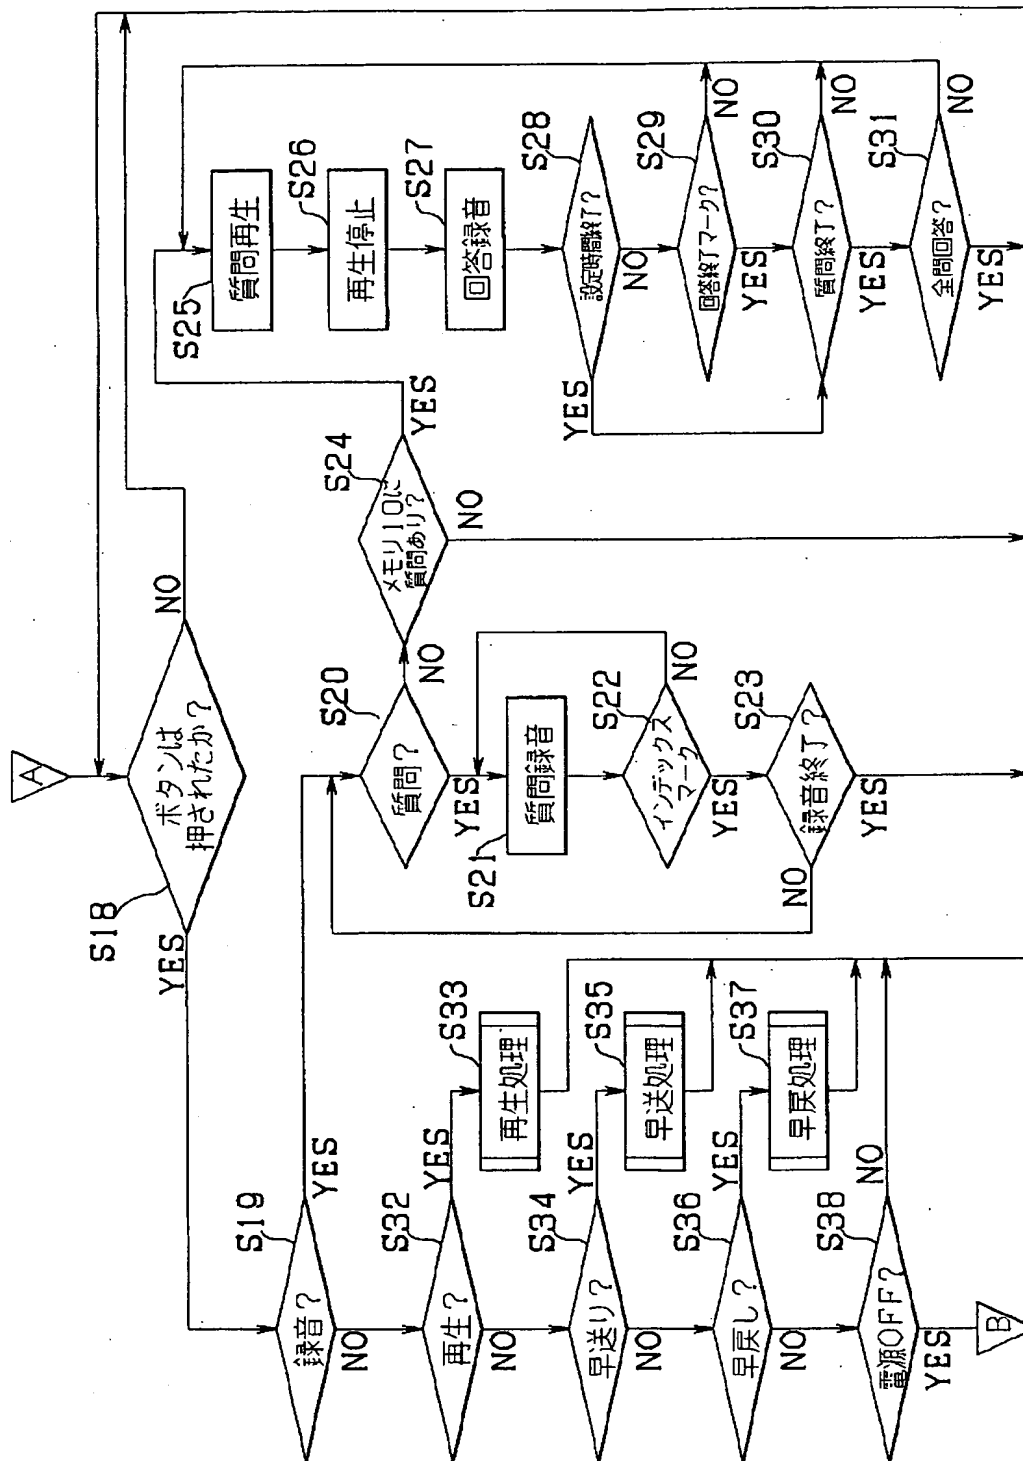 A
ボタンは
押されたか？
S18
YES
NO
録音？
S19
YES
NO
質問？
S20
YES
NO
質問録音
S21
インデックス
マーク
S22
YES
NO
録音終了？
S23
YES
NO
メモリ10に
質問あり？
S24
YES
NO
質問再生
S25
再生停止
S26
回答録音
S27
設定時間終了？
S28
YES
NO
回答終了マーク？
S29
YES
NO
質問終了？
S30
YES
NO
全問回答？
S31
YES
NO
再生？
S32
YES
NO
再生処理
S33
早送り？
S34
YES
NO
早送処理
S35
早戻し？
S36
YES
NO
早戻処理
S37
電源OFF？
S38
YES
NO
B